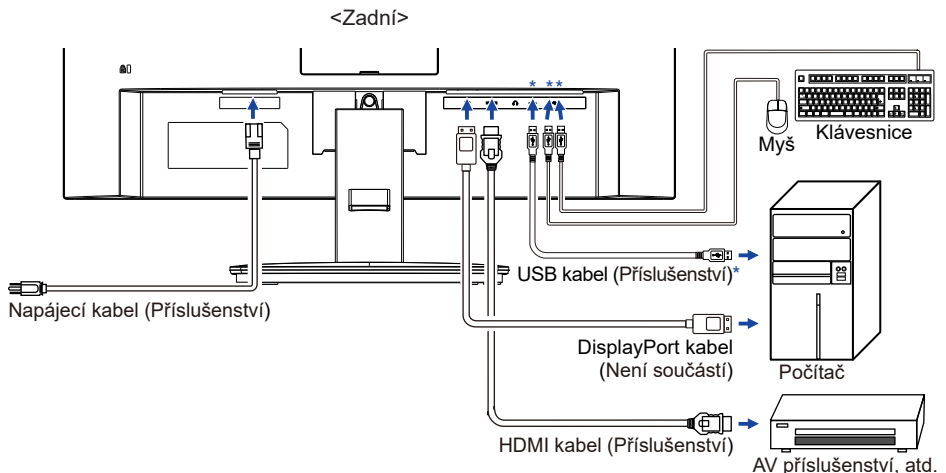 <Zadní>
* **
Klávesnice
Myš
USB kabel (Příslušenství)*
Napájecí kabel (Příslušenství)
DisplayPort kabel
(Není součástí)
Počítač
HDMI kabel (Příslušenství)
AV příslušenství, atd.